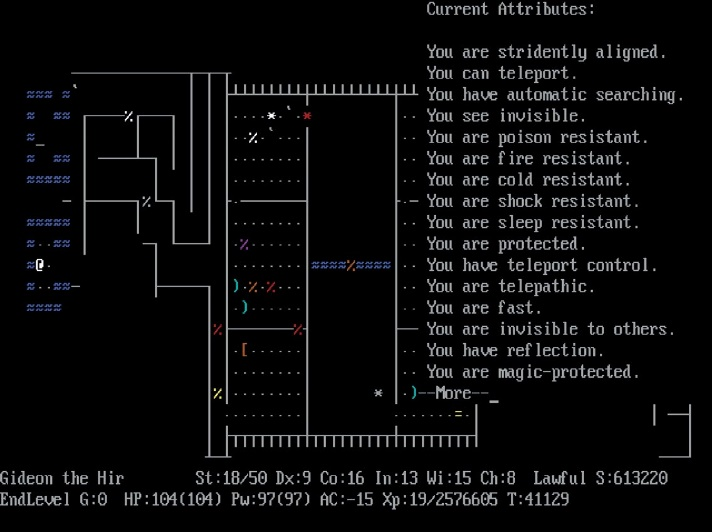 Current Attributes:
You are stridently aligned.
You can teleport.
You have automatic searching.
You see invisible.
You are poison resistant.
You are fire resistant.
You are cold resistant.
You are shock resistant.
You are sleep resistant.
You are protected.
You have teleport control.
You are telepathic.
You are fast.
You are invisible to others.
You have reflection.
You are magic-protected.
--More--
Gideon the Hir St:18/50 Dx:9 Co:16 In:13 Wi:15 Ch:8 Lawful S:613220
EndLevel G:0 HP:104(104) Pw:97(97) AC:-15 Xp:19/2576605 T:41129